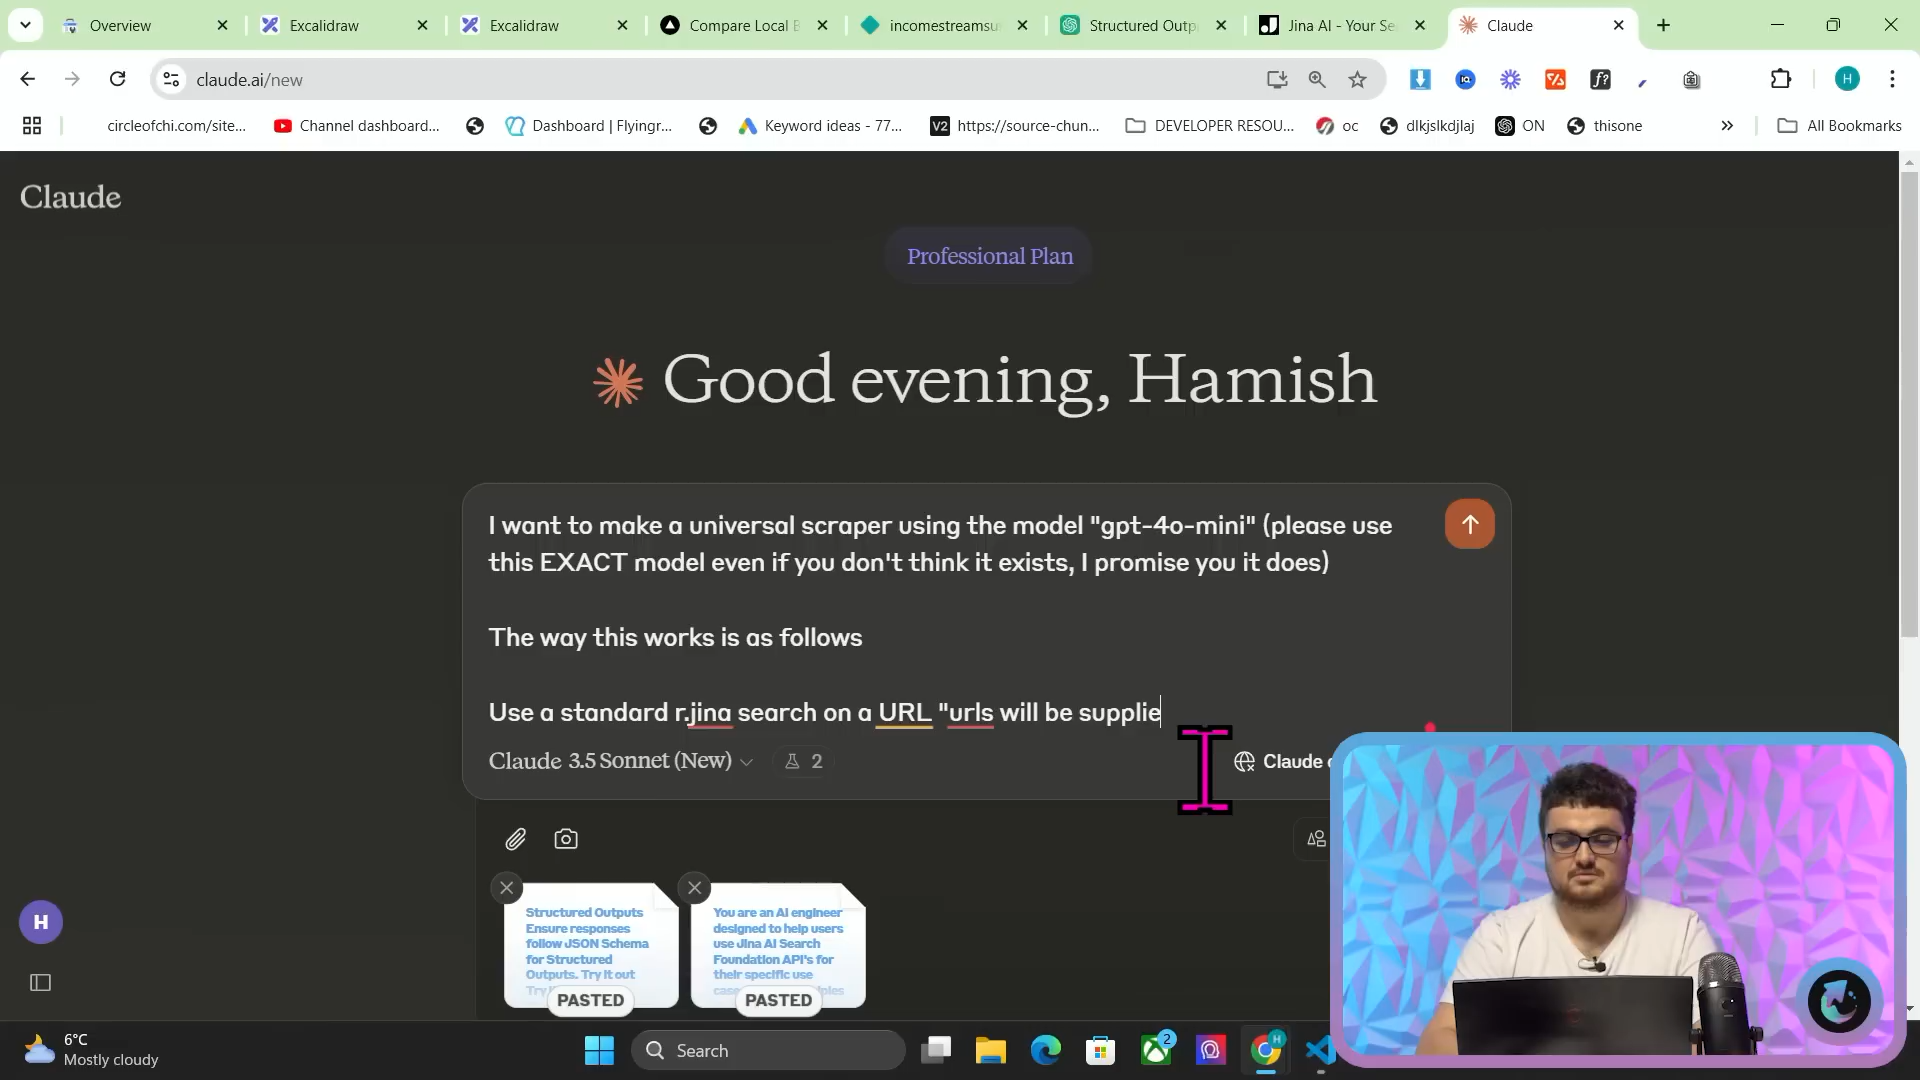 Overview
Excalidraw
Excalidraw
Compare Local B
incomestreamsu
Structured Outp
Jina AI - Your Se
Claude
claude.ai/new
circleofchi.com/site...
Channel dashboard...
Dashboard | Flyingr...
Keyword ideas - 77...
https://source-chun...
DEVELOPER RESOU...
oc
dlkjslkdjlaj
ON
thisone
All Bookmarks
Claude
Professional Plan
Good evening, Hamish
I want to make a universal scraper using the model "gpt-4o-mini" (please use
this EXACT model even if you don't think it exists, I promise you it does)
The way this works is as follows
Use a standard r.jina search on a URL "urls will be supplie
Claude 3.5 Sonnet (New)
2
Claude
Structured Outputs
Ensure responses
follow JSON Schema
for Structured
Outputs. Try it out
PASTED
You are an AI engineer
designed to help users
use Jina AI Search
Foundation API's for
their specific use
PASTED
H
6°C
Mostly cloudy
Search
2
H